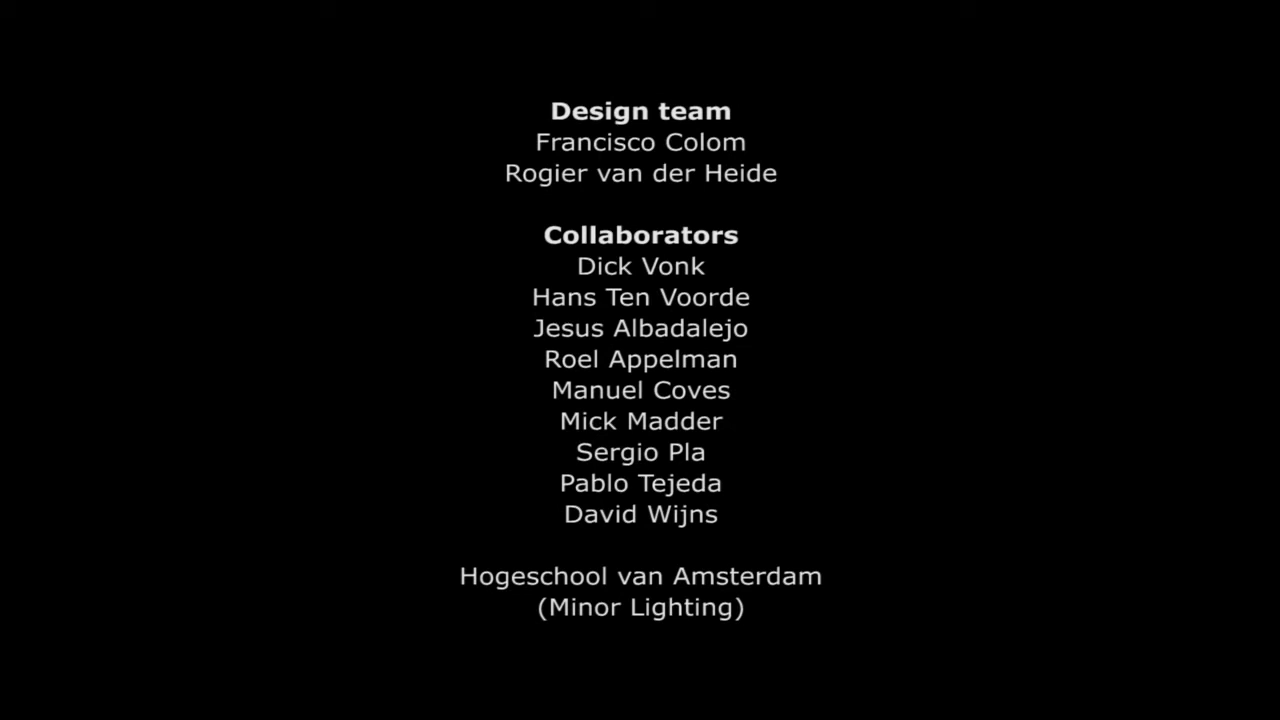 Design team
Francisco Colom
Rogier van der Heide
Collaborators
Dick Vonk
Hans Ten Voorde
Jesus Albadalejo
Roel Appelman
Manuel Coves
Mick Madder
Sergio Pla
Pablo Tejeda
David Wijns
Hogeschool van Amsterdam
(Minor Lighting)